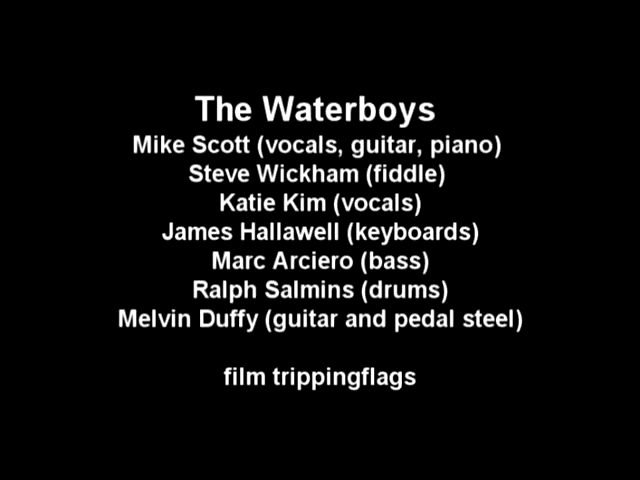 The Waterboys
Mike Scott (vocals, guitar, piano)
Steve Wickham (fiddle)
Katie Kim (vocals)
James Hallawell (keyboards)
Marc Arciero (bass)
Ralph Salmins (drums)
Melvin Duffy (guitar and pedal steel)
film trippingflags